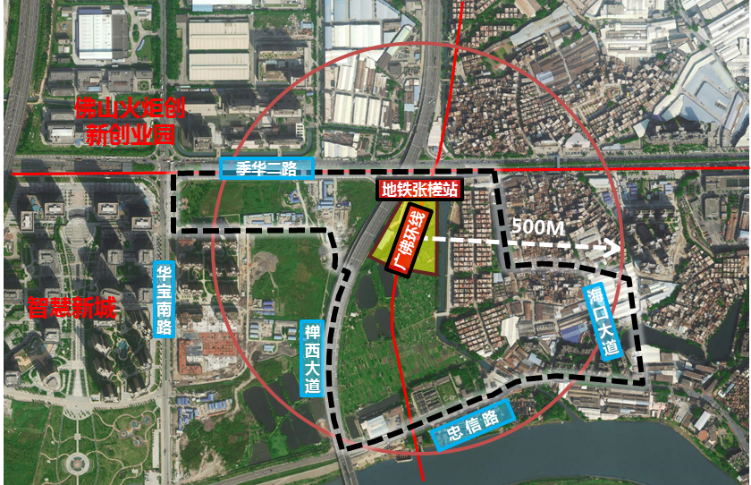 佛山火炬创
新创业园
季华二路
地铁张槎站
广佛环线
500M
华宝南路
智慧新城
禅西大道
海口大道
忠信路